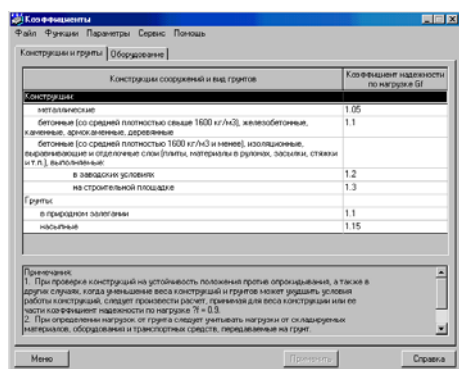 Коэффициенты
Файл Функции Параметры Сервис Помощь
Конструкции и грунты Оборудование
Конструкции сооружений и вид грунтов
Коэффициент надежности
по нагрузке Gf
Конструкции:
металлические
1.05
бетонные (со средней плотностью свыше 1600 кг/м3), железобетонные,
каменные, армокаменные, деревянные
1.1
бетонные (со средней плотностью 1600 кг/м3 и менее), изоляционные,
выравнивающие и отделочные слои (плиты, материалы в рулонах, засыпки, стяжки
и т.п.), выполняемые:
в заводских условиях
1.2
на строительной площадке
1.3
Грунты:
в природном залегании
1.1
насыпные
1.15
Примечания:
1. При проверке конструкций на устойчивость положения против опрокидывания, а также в
других случаях, когда уменьшение веса конструкций и грунтов может ухудшить условия
работы конструкций, следует произвести расчет, принимая для веса конструкции или ее
части коэффициент надежности по нагрузке ?f = 0.9.
2. При определении нагрузок от грунта следует учитывать нагрузки от складируемых
материалов, оборудования и транспортных средств, передаваемые на грунт.
Меню
Применить
Справка